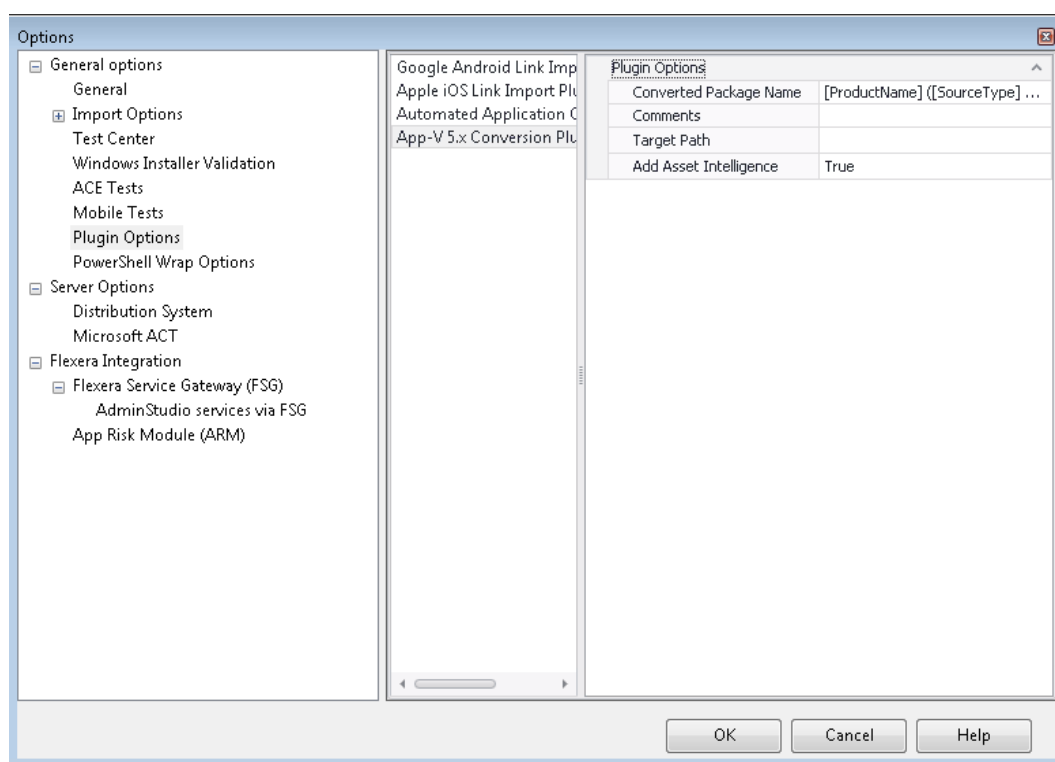 Options
General options
General
Import Options
Test Center
Windows Installer Validation
ACE Tests
Mobile Tests
Plugin Options
PowerShell Wrap Options
Server Options
Distribution System
Microsoft ACT
Flexera Integration
Flexera Service Gateway (FSG)
AdminStudio services via FSG
App Risk Module (ARM)
Google Android Link Imp
Apple iOS Link Import Plu
Automated Application C
App-V 5.x Conversion Plu
Plugin Options
Converted Package Name [ProductName] ([SourceType] ...
Comments
Target Path
Add Asset Intelligence True
OK Cancel Help